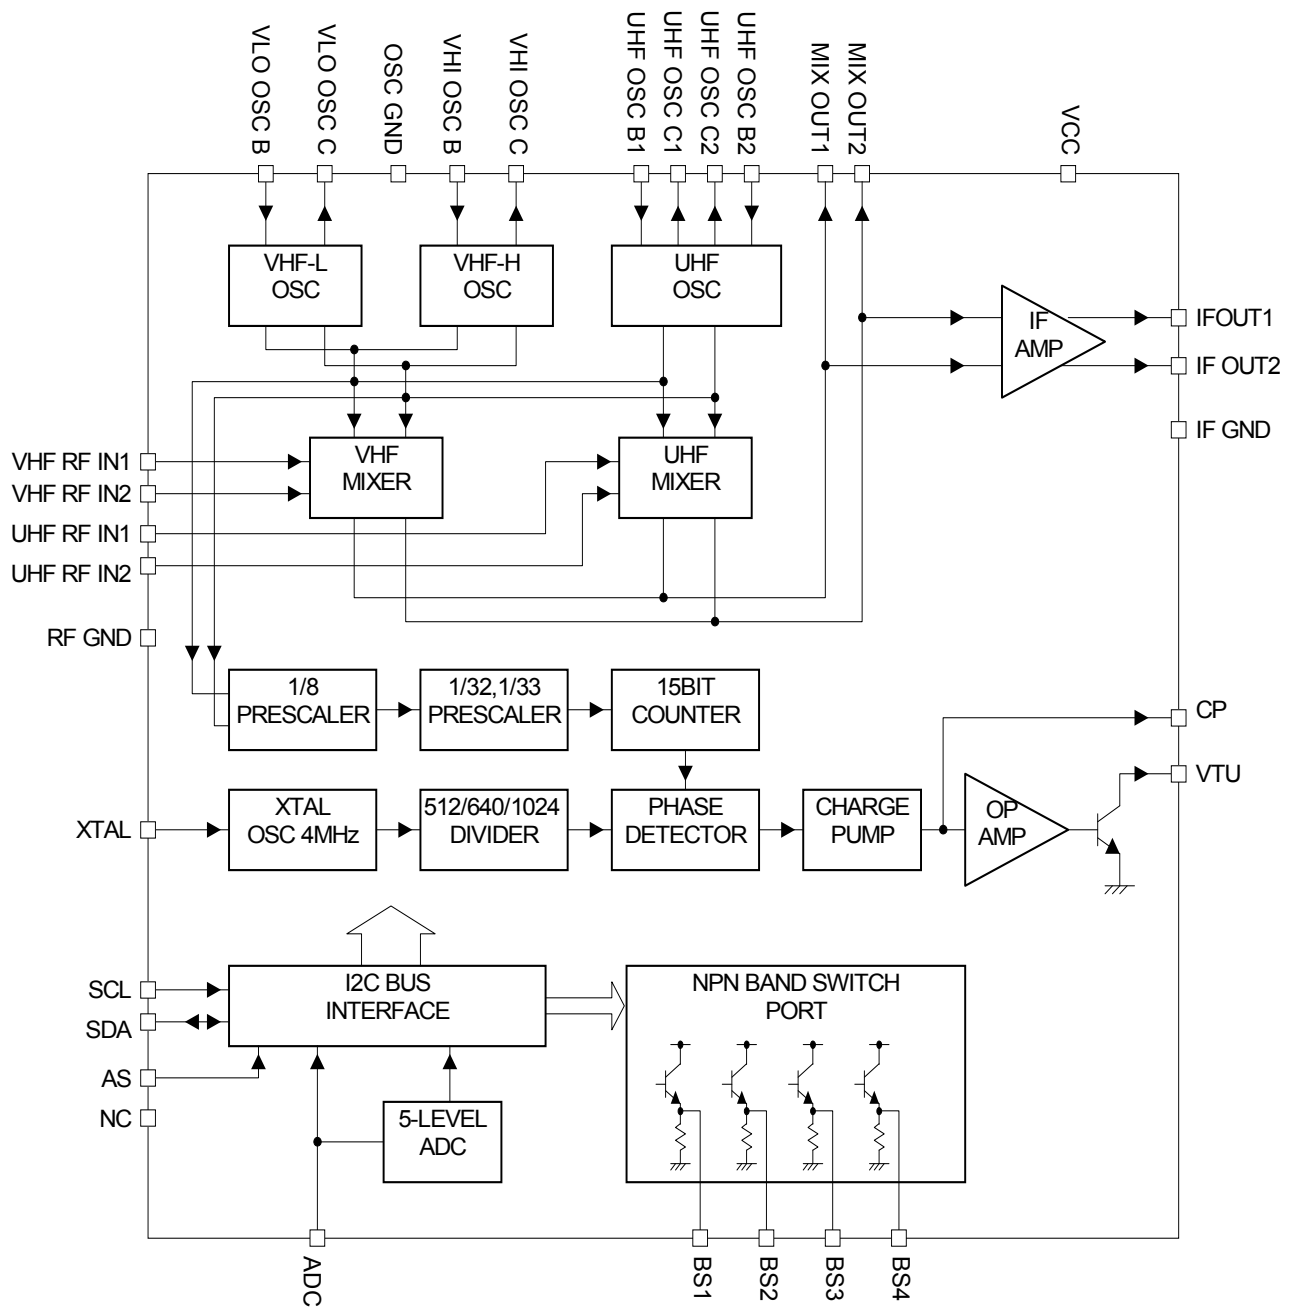 VLO OSC B
VLO OSC C
OSC GND
VHI OSC B
VHI OSC C
UHF OSC B1
UHF OSC C1
UHF OSC C2
UHF OSC B2
MIX OUT1
MIX OUT2
VCC
VHF-L
OSC
VHF-H
OSC
UHF
OSC
IF
AMP
IFOUT1
IF OUT2
IF GND
VHF RF IN1
VHF RF IN2
UHF RF IN1
UHF RF IN2
RF GND
VHF
MIXER
UHF
MIXER
1/8
PRESCALER
1/32,1/33
PRESCALER
15BIT
COUNTER
CP
VTU
XTAL
XTAL
OSC 4MHz
512/640/1024
DIVIDER
PHASE
DETECTOR
CHARGE
PUMP
OP
AMP
SCL
SDA
AS
NC
I2C BUS
INTERFACE
NPN BAND SWITCH
PORT
5-LEVEL
ADC
ADC
BS1
BS2
BS3
BS4